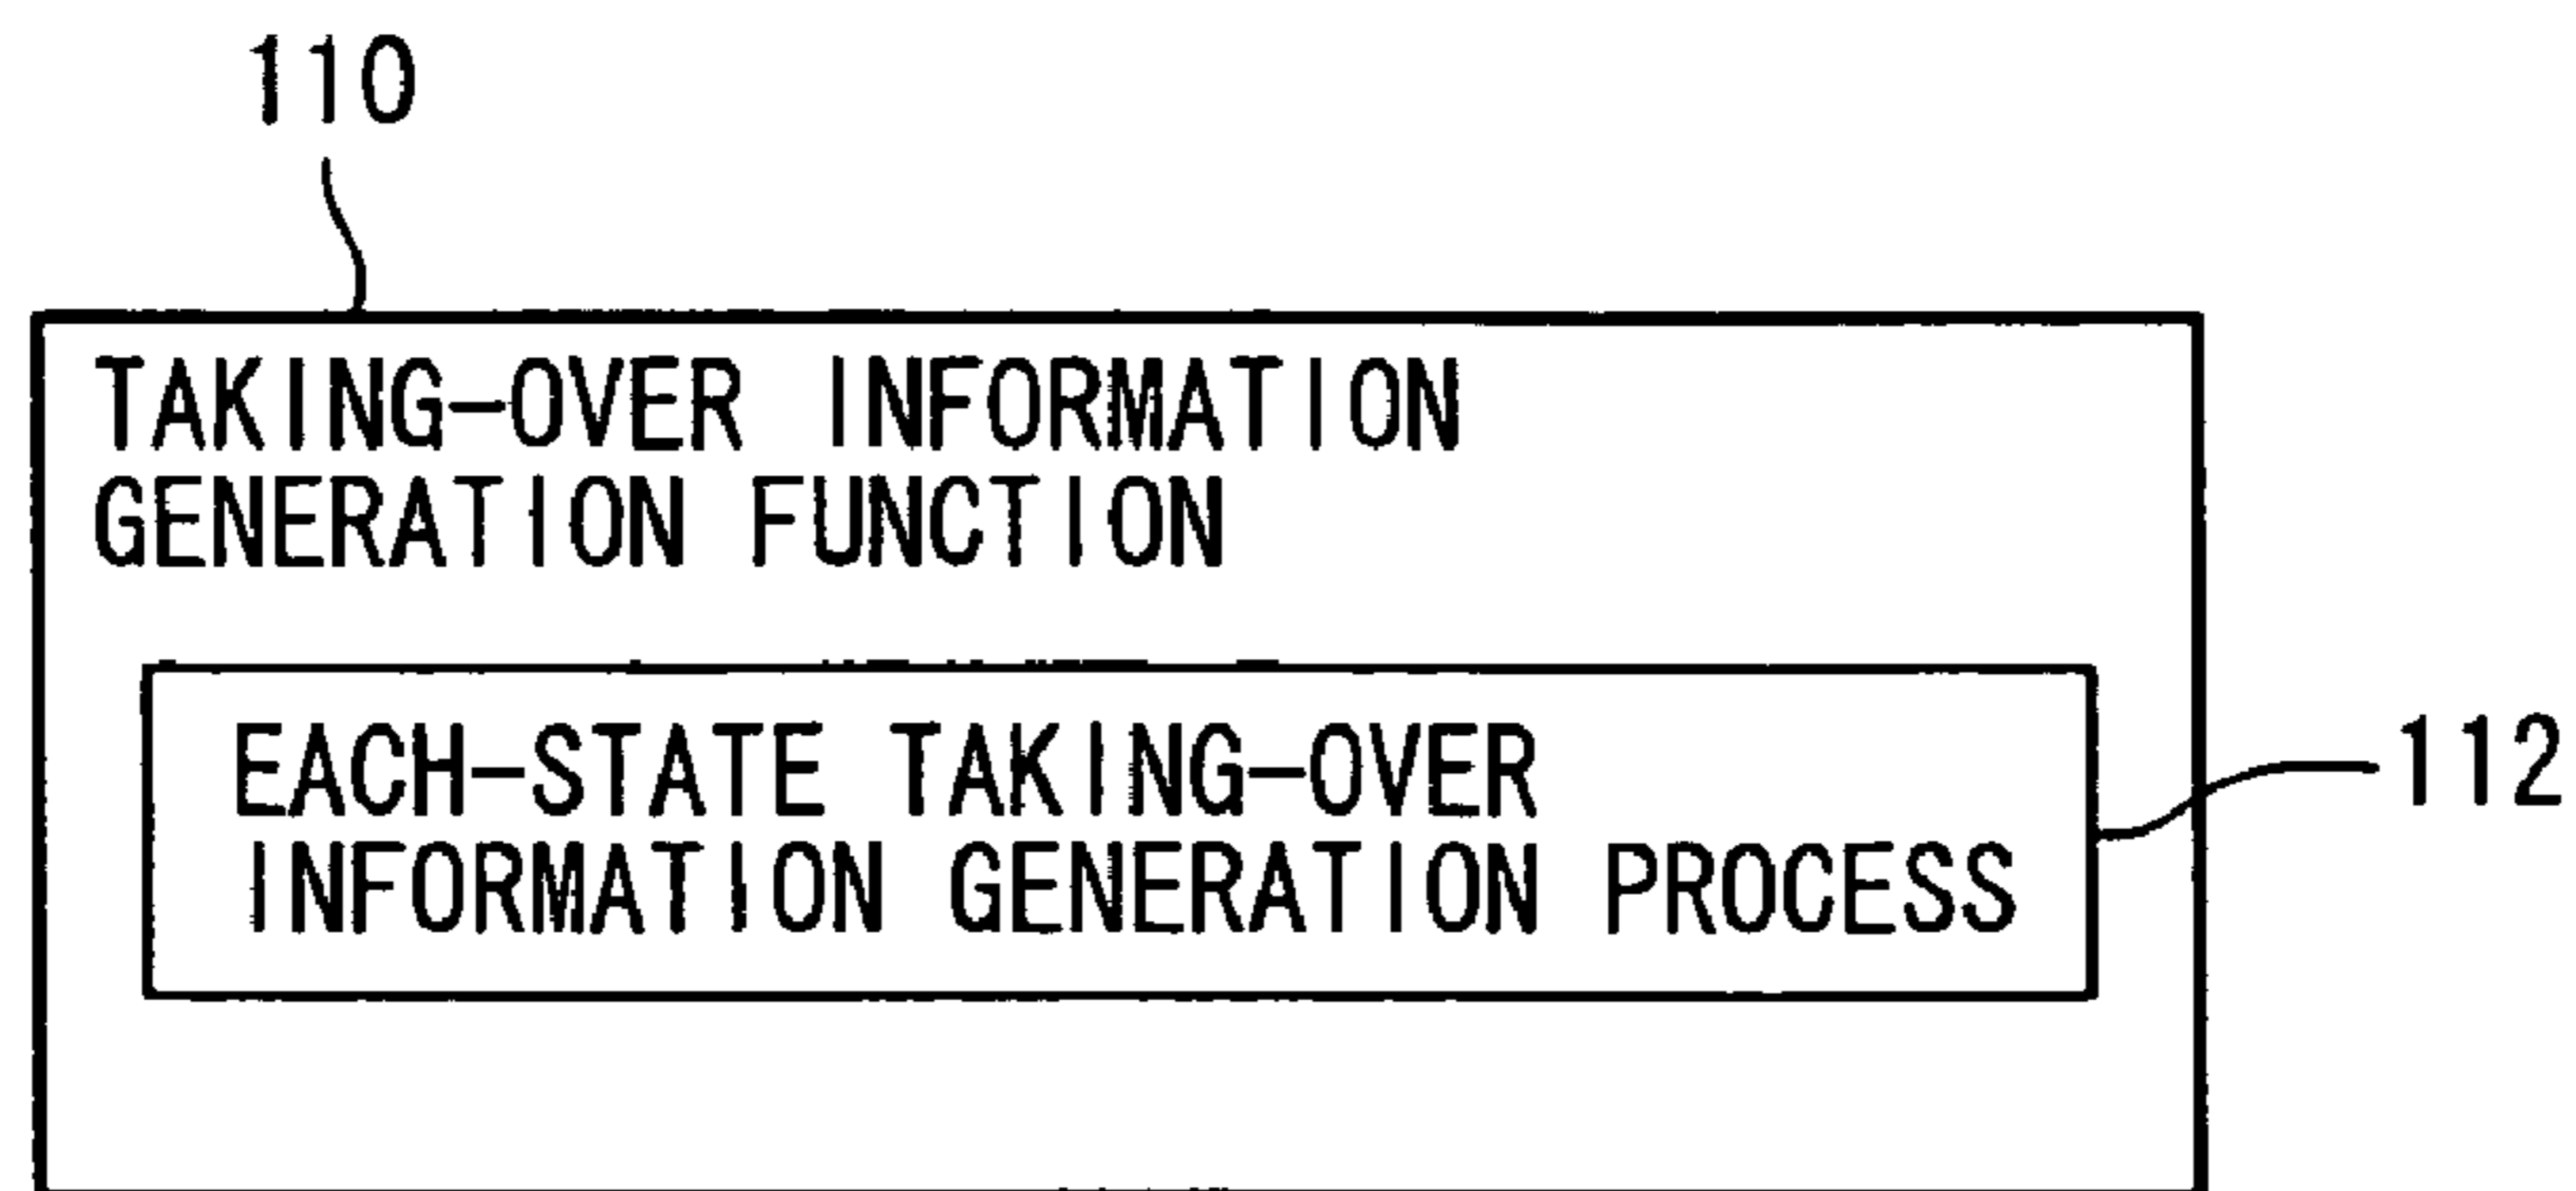 110
TAKING-OVER INFORMATION
GENERATION FUNCTION
EACH-STATE TAKING-OVER
INFORMATION GENERATION PROCESS
112